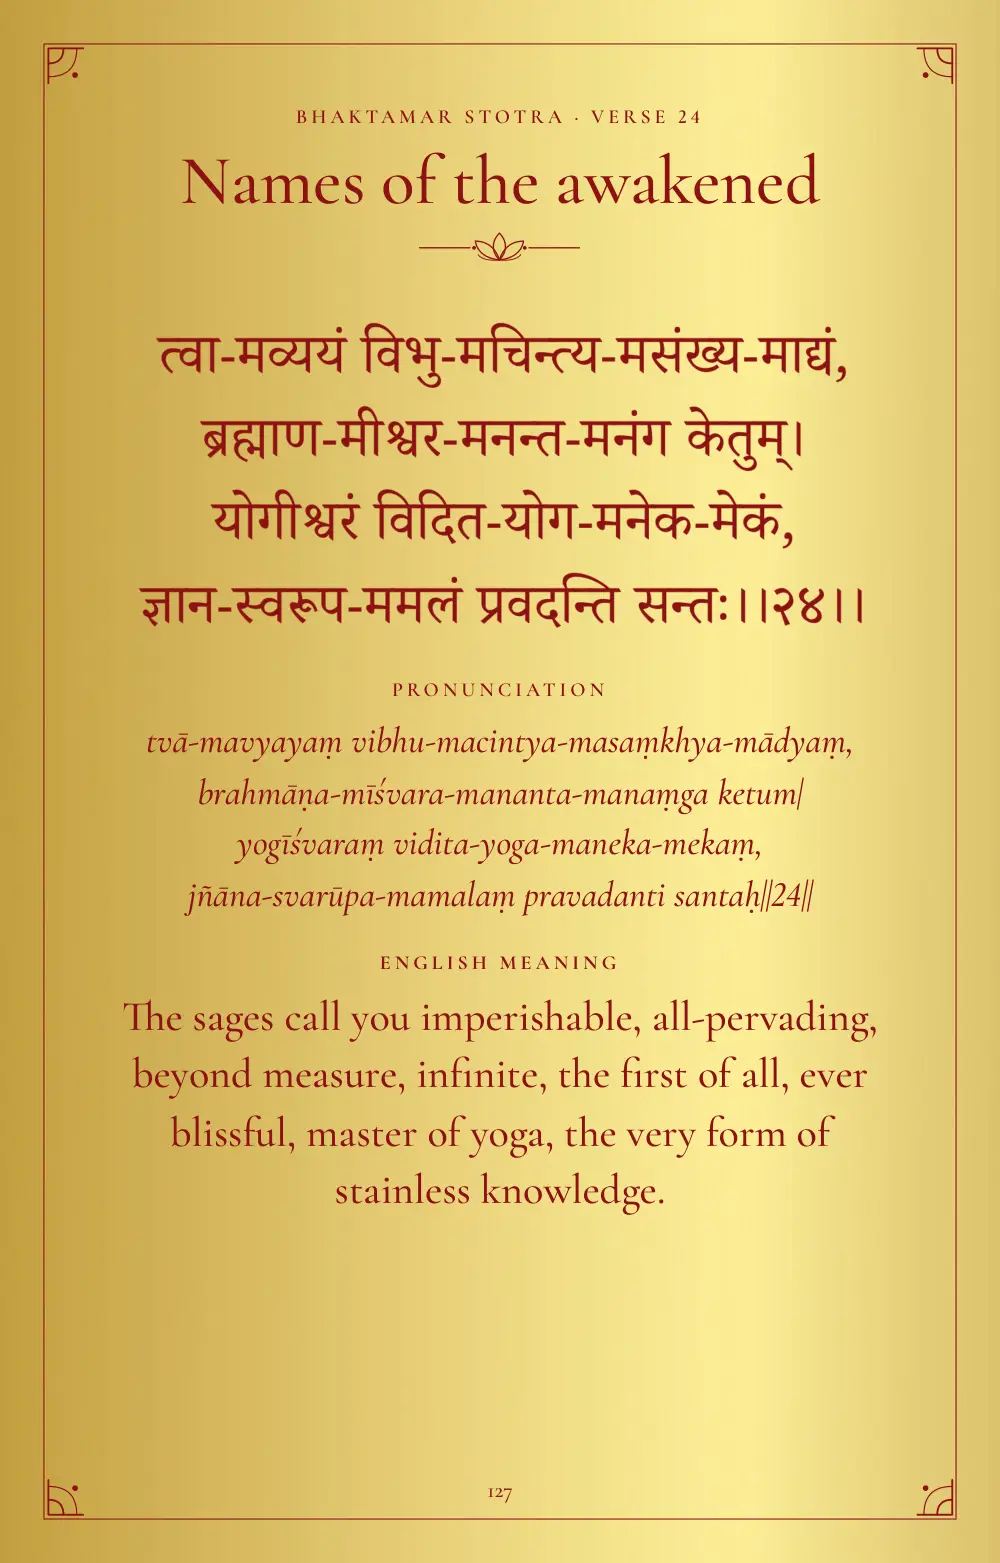 BHAKTAMAR STOTRA · VERSE 24
Names of the awakened
त्वा-मव्ययं विभु-मचिन्त्य-मसंख्य-माद्यं,
ब्रह्माण-मीश्वर-मनन्त-मनंग केतुम्।
योगीश्वरं विदित-योग-मनेक-मेकं,
ज्ञान-स्वरूप-ममलं प्रवदन्ति सन्तः।।२४।।
PRONUNCIATION
tvā-mavyayaṃ vibhu-macintya-masaṃkhya-mādyaṃ,
brahmāṇa-mīśvara-mananta-manaṃga ketum|
yogīśvaraṃ vidita-yoga-maneka-mekaṃ,
jñāna-svarūpa-mamalaṃ pravadanti santaḥ||24||
ENGLISH MEANING
The sages call you imperishable, all-pervading,
beyond measure, infinite, the first of all, ever
blissful, master of yoga, the very form of
stainless knowledge.
127